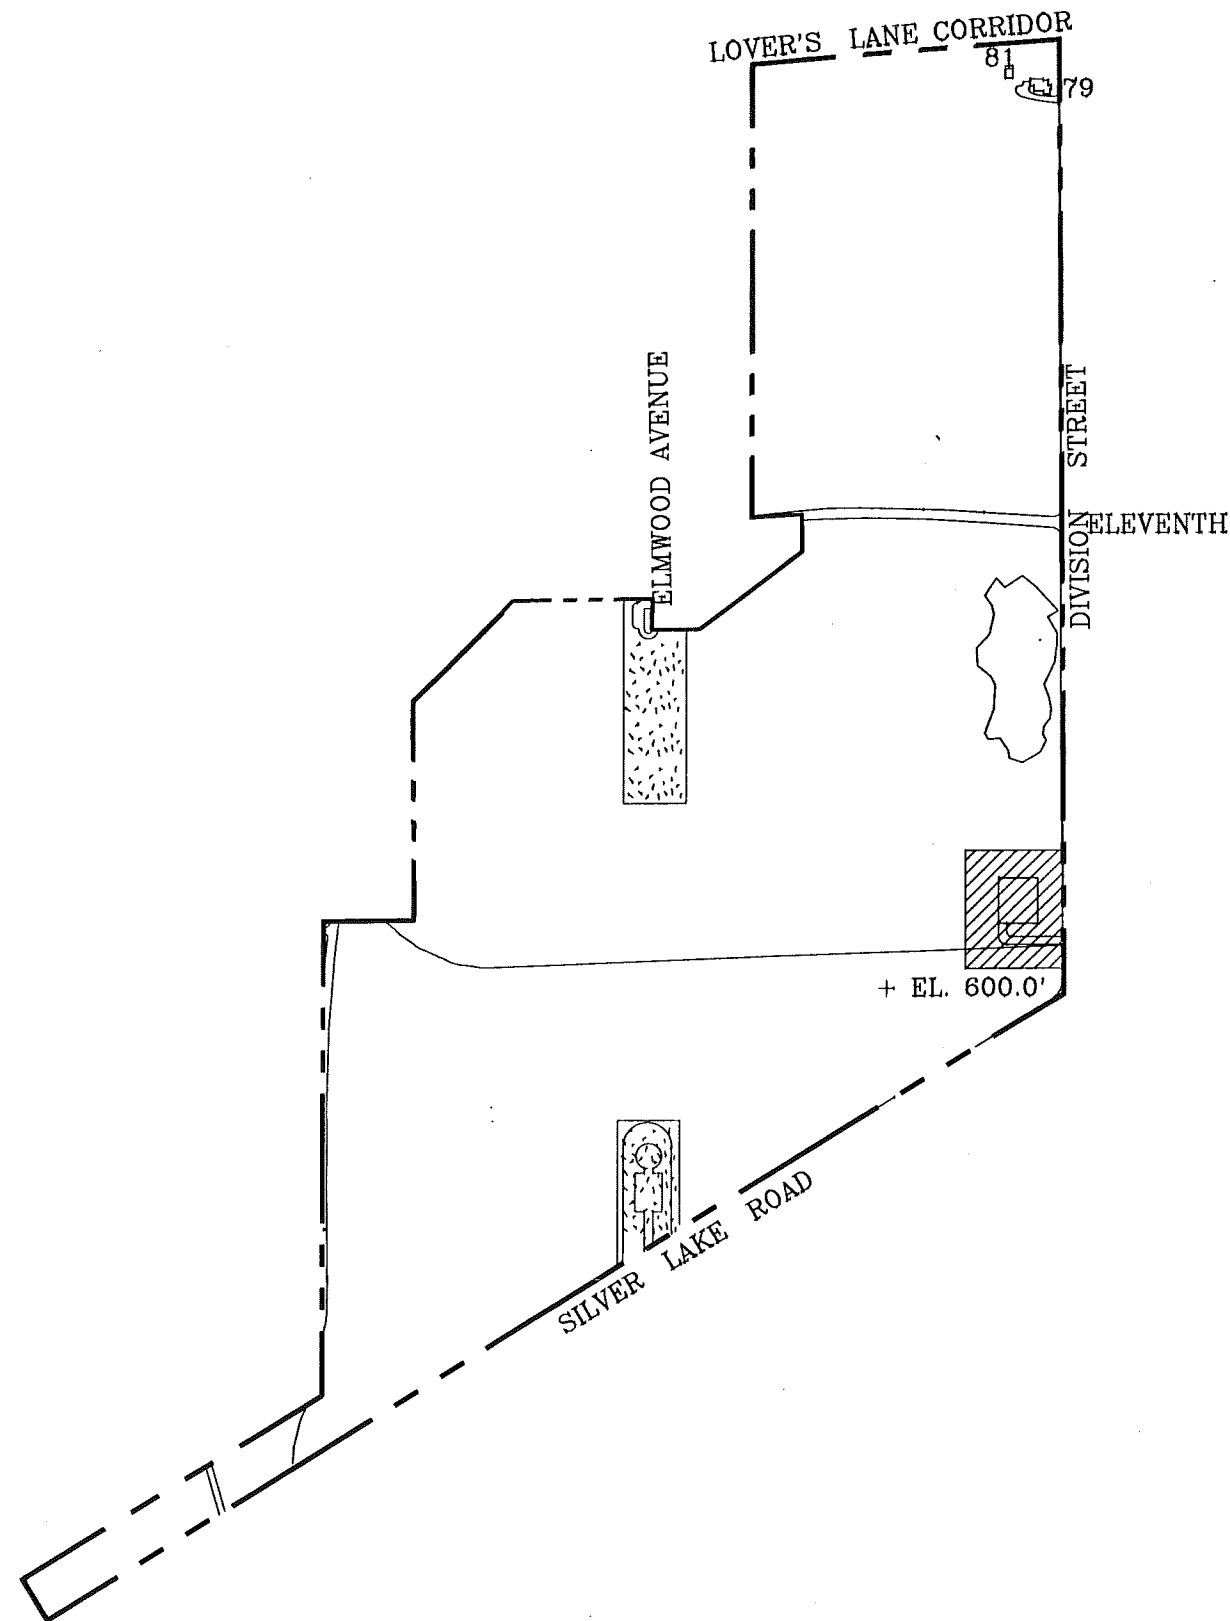 LOVER'S LANE CORRIDOR
81
79
ELMWOOD AVENUE
DIVISION STREET
ELEVENTH
+ EL. 600.0'
SILVER LAKE ROAD